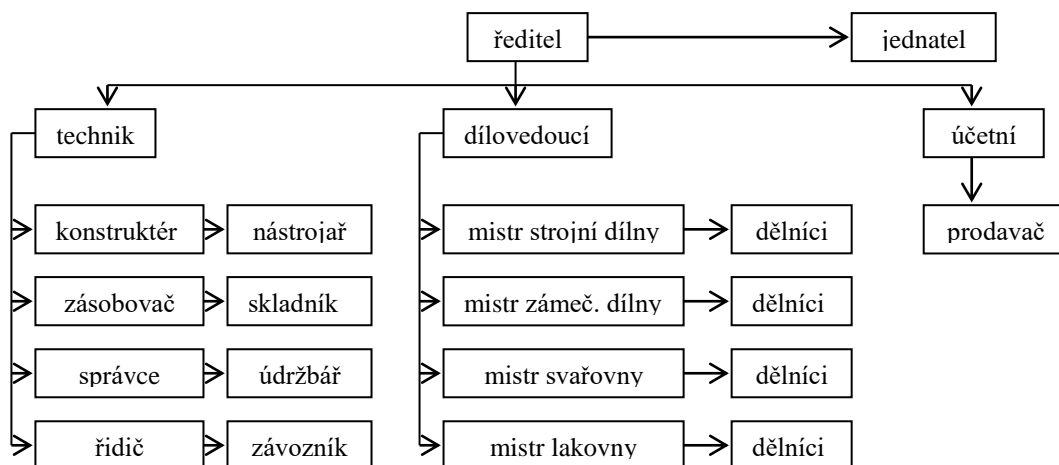 ředitel
jednatel
technik
dílovedoucí
účetní
konstruktér
nástrojař
mistr strojní dílny
dělníci
prodavač
zásobovač
skladník
mistr zámeč. dílny
dělníci
správce
údržbář
mistr svařovny
dělníci
řidič
závozník
mistr lakovny
dělníci